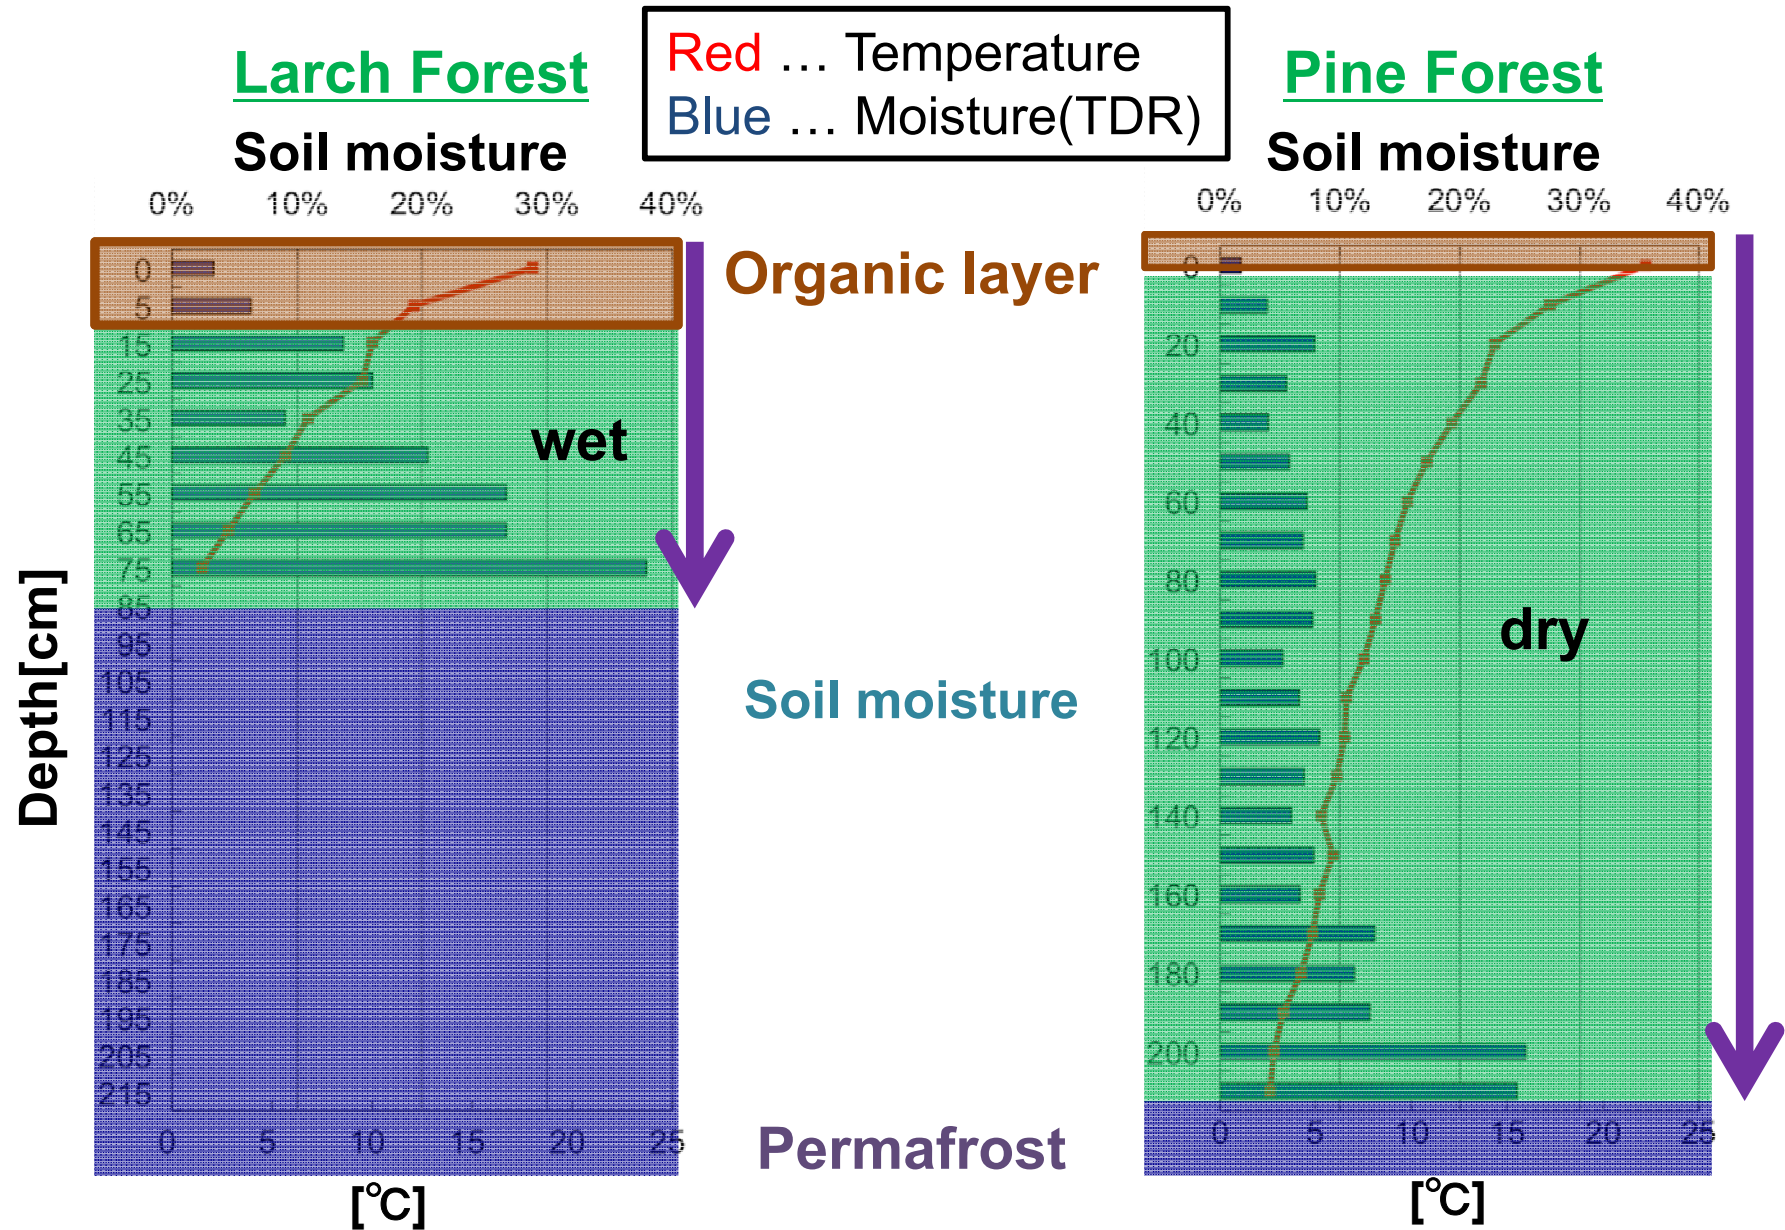 Red … Temperature
Blue … Moisture(TDR)
Larch Forest
Soil moisture
0% 10% 20% 30% 40%
0
5
15
25
35
45
55
65
75
85
95
105
115
125
135
145
155
165
175
185
195
205
215
0 5 10 15 20 25
[℃]
Depth[cm]
wet
Organic layer
Soil moisture
Permafrost
Pine Forest
Soil moisture
0% 10% 20% 30% 40%
0
20
40
60
80
100
120
140
160
180
200
dry
0 5 10 15 20 25
[℃]